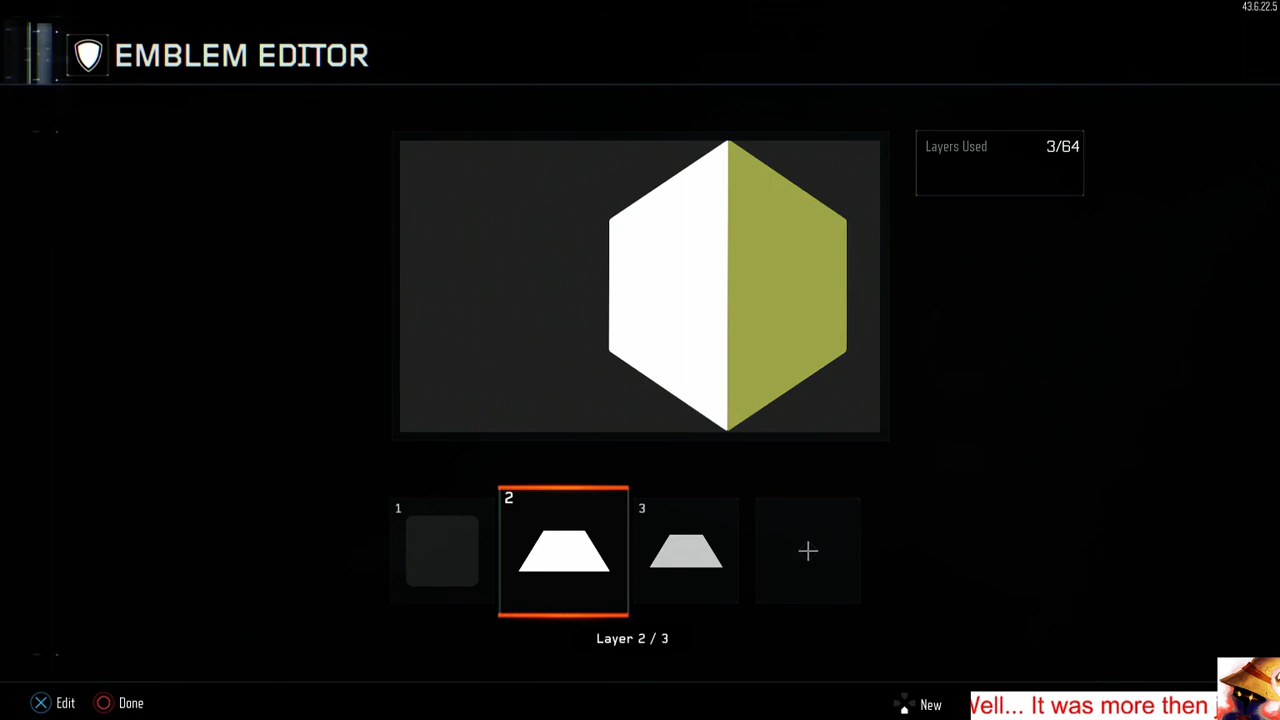 43.6.22.5
EMBLEM EDITOR
Layers Used 3/64
1
2
3
Layer 2 / 3
Edit
Done
New
Well... It was more then